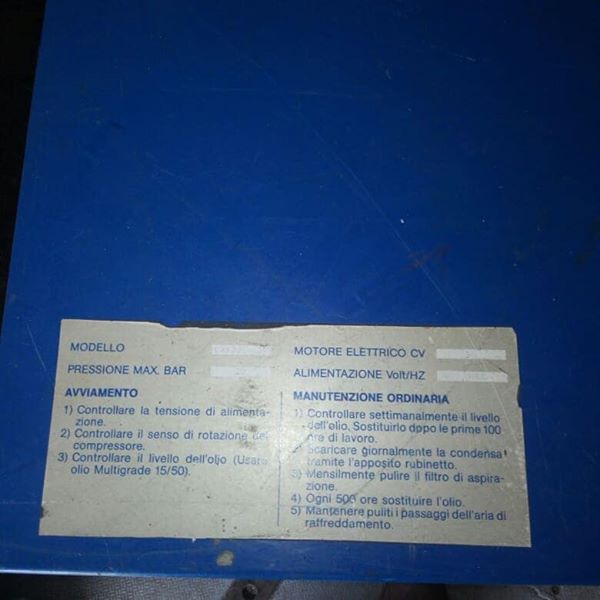 MODELLO
PRESSIONE MAX. BAR
AVVIAMENTO
1) Controllare la tensione di alimenta-
zione.
2) Controllare il senso di rotazione del
compressore.
3) Controllare il livello dell'olio (Usare
olio Multigrade 15/50).
MOTORE ELETTRICO CV
ALIMENTAZIONE Volt/HZ
MANUTENZIONE ORDINARIA
1) Controllare settimanalmente il livello
dell'olio. Sostituirlo dopo le prime 100
ore di lavoro.
2) Scaricare giornalmente la condensa
tramite l'apposito rubinetto.
3) Mensilmente pulire il filtro di aspira-
zione.
4) Ogni 500 ore sostituire l'olio.
5) Mantenere puliti i passaggi dell'aria di
raffreddamento.